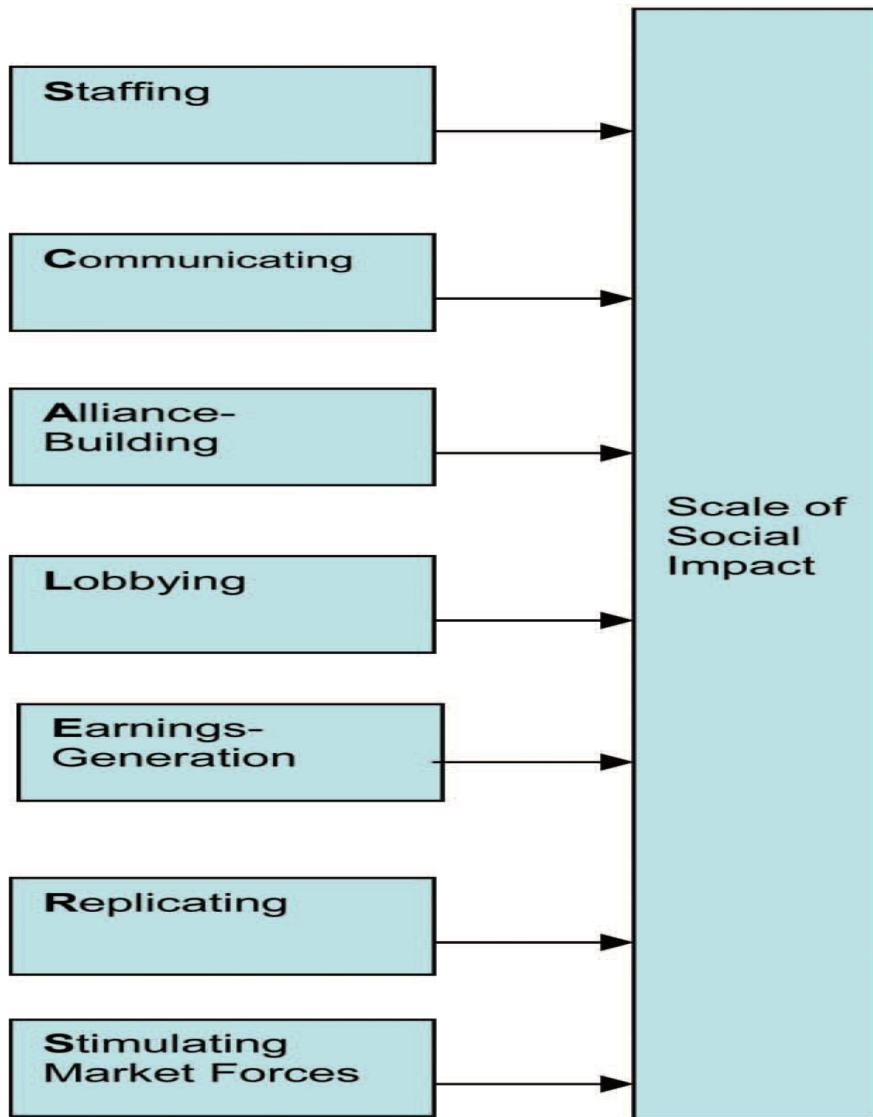 Staffing
Communicating
Alliance-
Building
Lobbying
Earnings-
Generation
Replicating
Stimulating
Market Forces
Scale of
Social
Impact